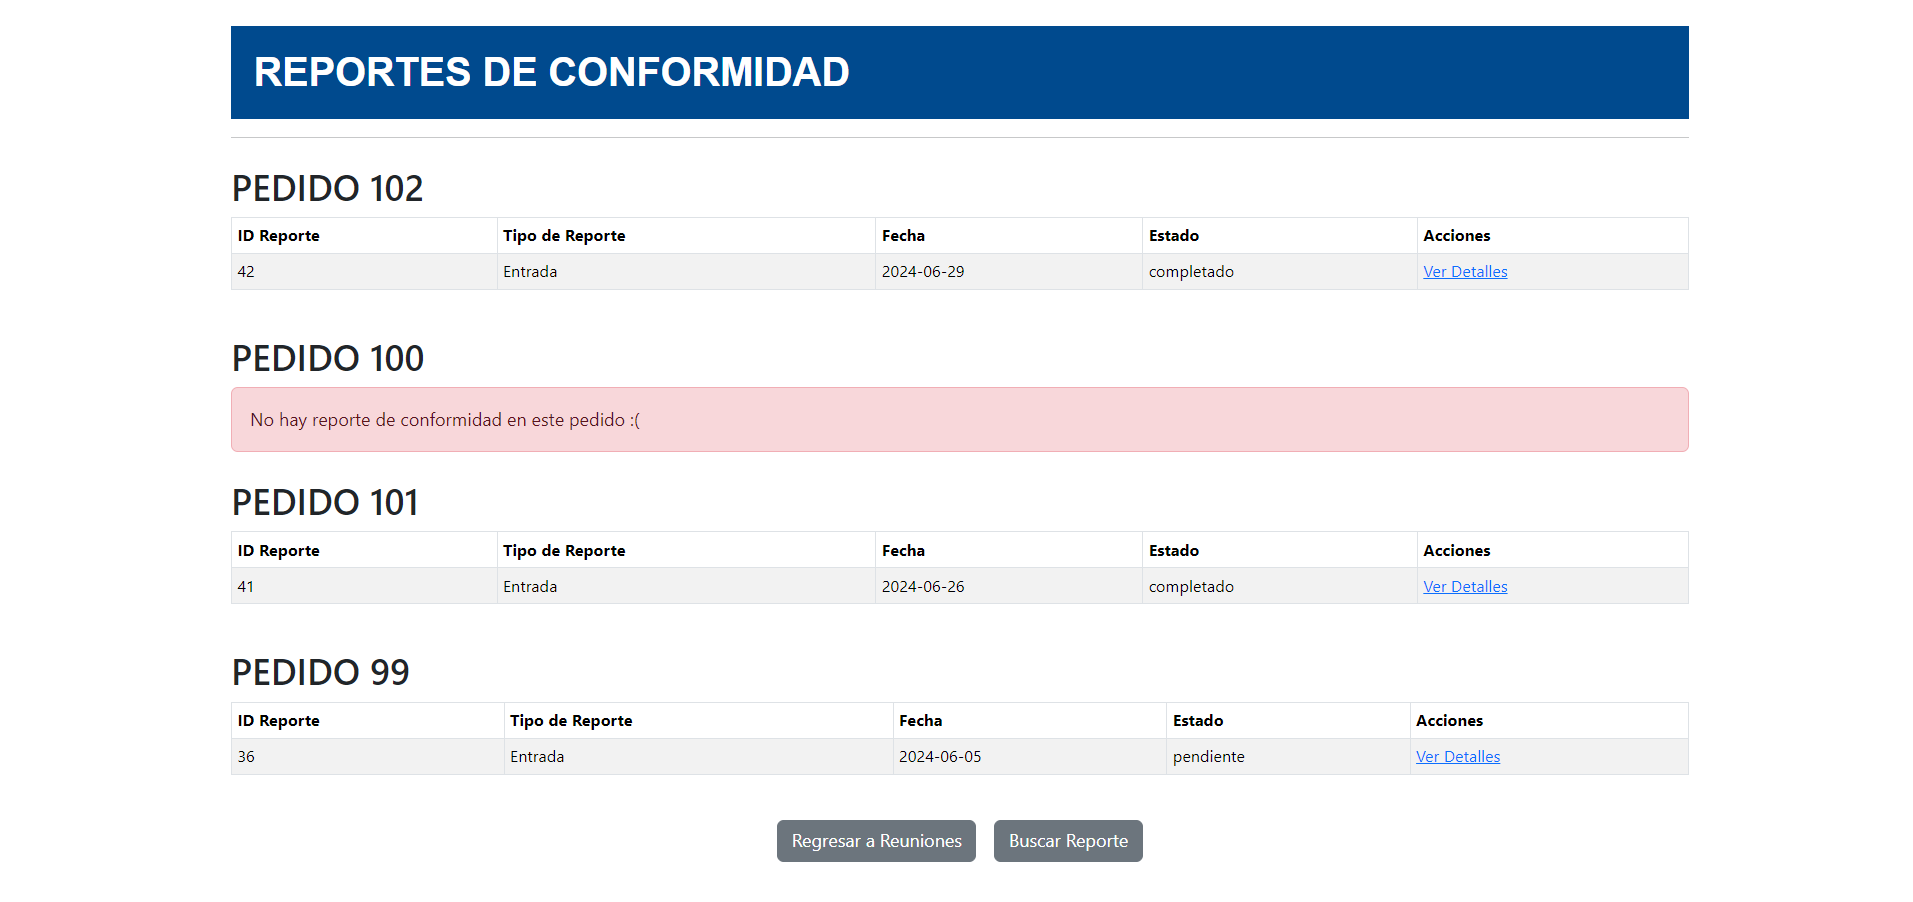 REPORTES DE CONFORMIDAD
PEDIDO 102
ID Reporte Tipo de Reporte Fecha Estado Acciones
42 Entrada 2024-06-29 completado Ver Detalles
PEDIDO 100
No hay reporte de conformidad en este pedido :(
PEDIDO 101
ID Reporte Tipo de Reporte Fecha Estado Acciones
41 Entrada 2024-06-26 completado Ver Detalles
PEDIDO 99
ID Reporte Tipo de Reporte Fecha Estado Acciones
36 Entrada 2024-06-05 pendiente Ver Detalles
Regresar a Reuniones Buscar Reporte